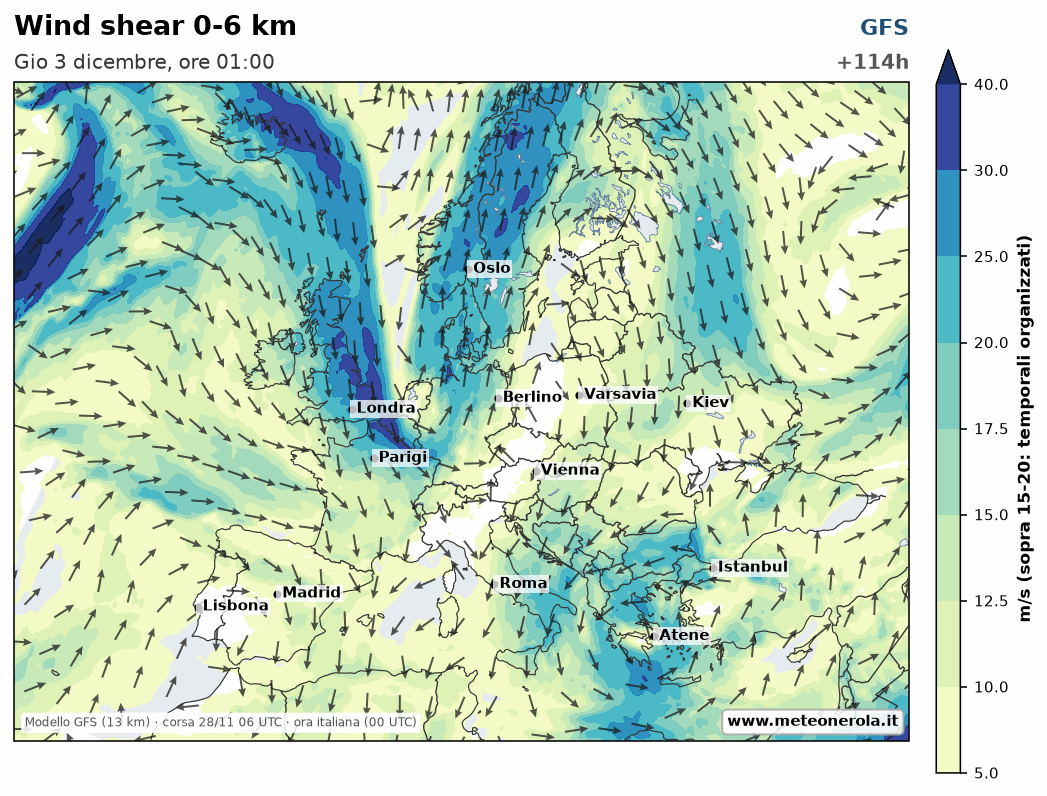 Wind shear 0-6 km
GFS
Gio 3 dicembre, ore 01:00
+114h
40.0
30.0
25.0
20.0
17.5
15.0
12.5
10.0
5.0
m/s (sopra 15-20: temporali organizzati)
Oslo
Berlino
Varsavia
Kiev
Londra
Parigi
Vienna
Istanbul
Roma
Madrid
Lisbona
Atene
Modello GFS (13 km) · corsa 28/11 06 UTC · ora italiana (00 UTC)
www.meteonerola.it